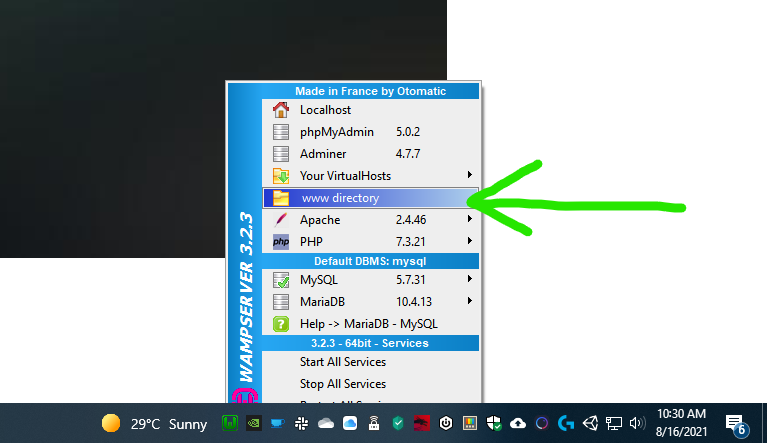 Made in France by Otomatic
Localhost
phpMyAdmin 5.0.2
Adminer 4.7.7
Your VirtualHosts
www directory
Apache 2.4.46
php PHP 7.3.21
Default DBMS: mysql
MySQL 5.7.31
MariaDB 10.4.13
? Help -> MariaDB - MySQL
3.2.3 - 64bit - Services
Start All Services
Stop All Services
WAMPSERVER 3.2.3
29°C Sunny
10:30 AM
8/16/2021
6